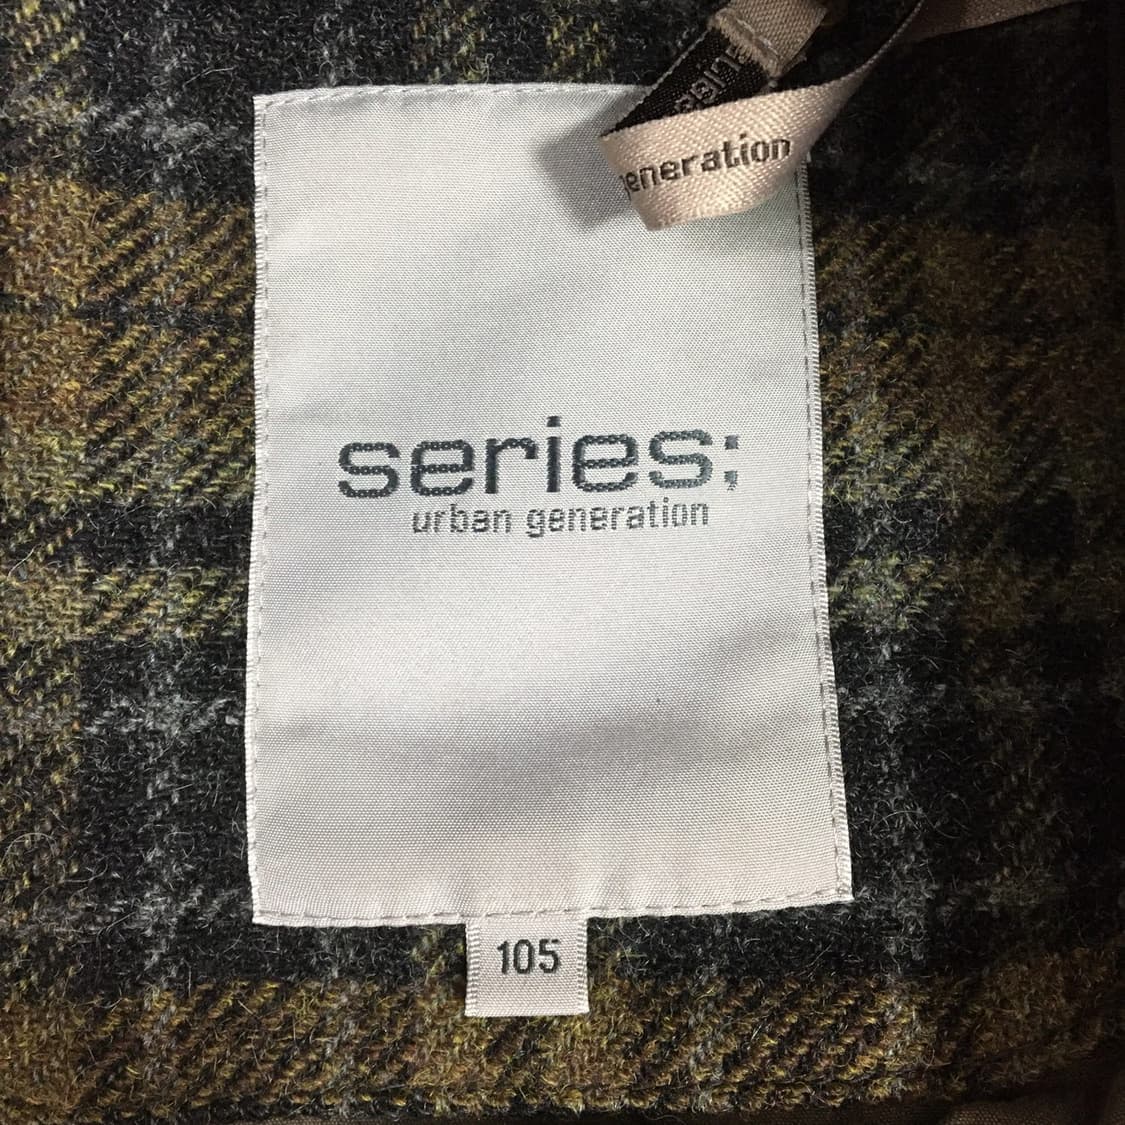 generation
series;
urban generation
105